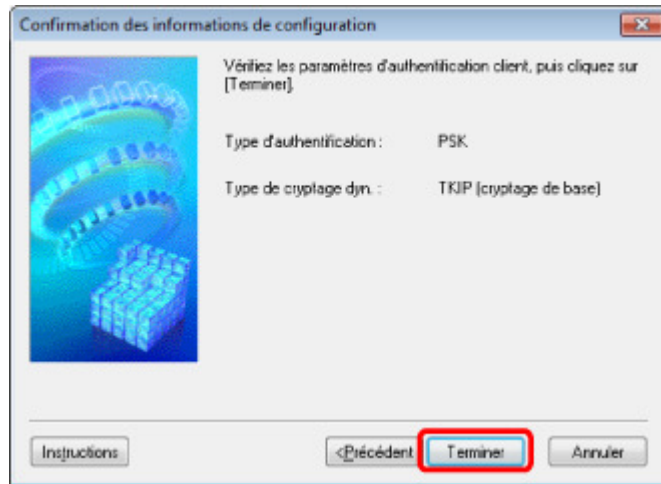 Confirmation des informations de configuration
Vérifiez les paramètres d'authentification client, puis cliquez sur
[Terminer].
Type d'authentification : PSK
Type de cryptage dyn. : TKIP (cryptage de base)
Instructions <Précédent Terminer Annuler